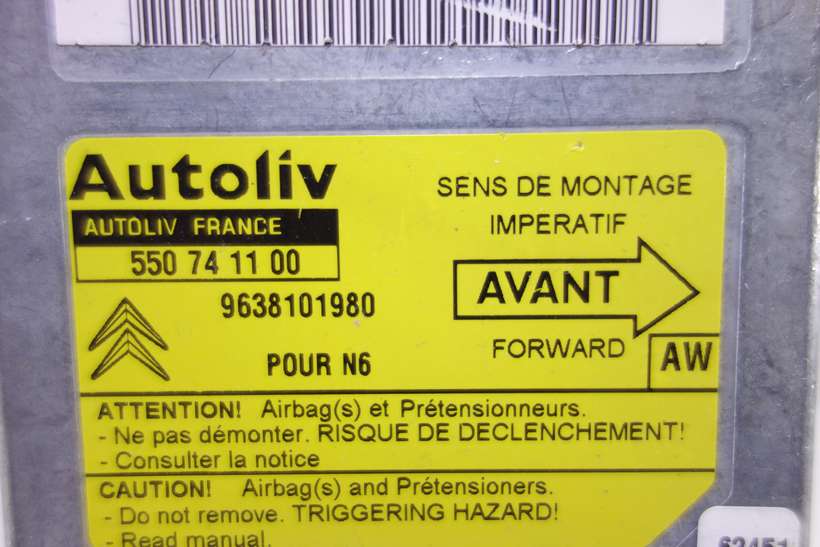 Autoliv
AUTOLIV FRANCE
550 74 11 00
9638101980
POUR N6
SENS DE MONTAGE
IMPERATIF
AVANT
FORWARD
AW
ATTENTION! Airbag(s) et Prétensionneurs.
- Ne pas démonter. RISQUE DE DECLENCHEMENT!
- Consulter la notice
CAUTION! Airbag(s) and Prétensioners.
- Do not remove. TRIGGERING HAZARD!
- Read manual.